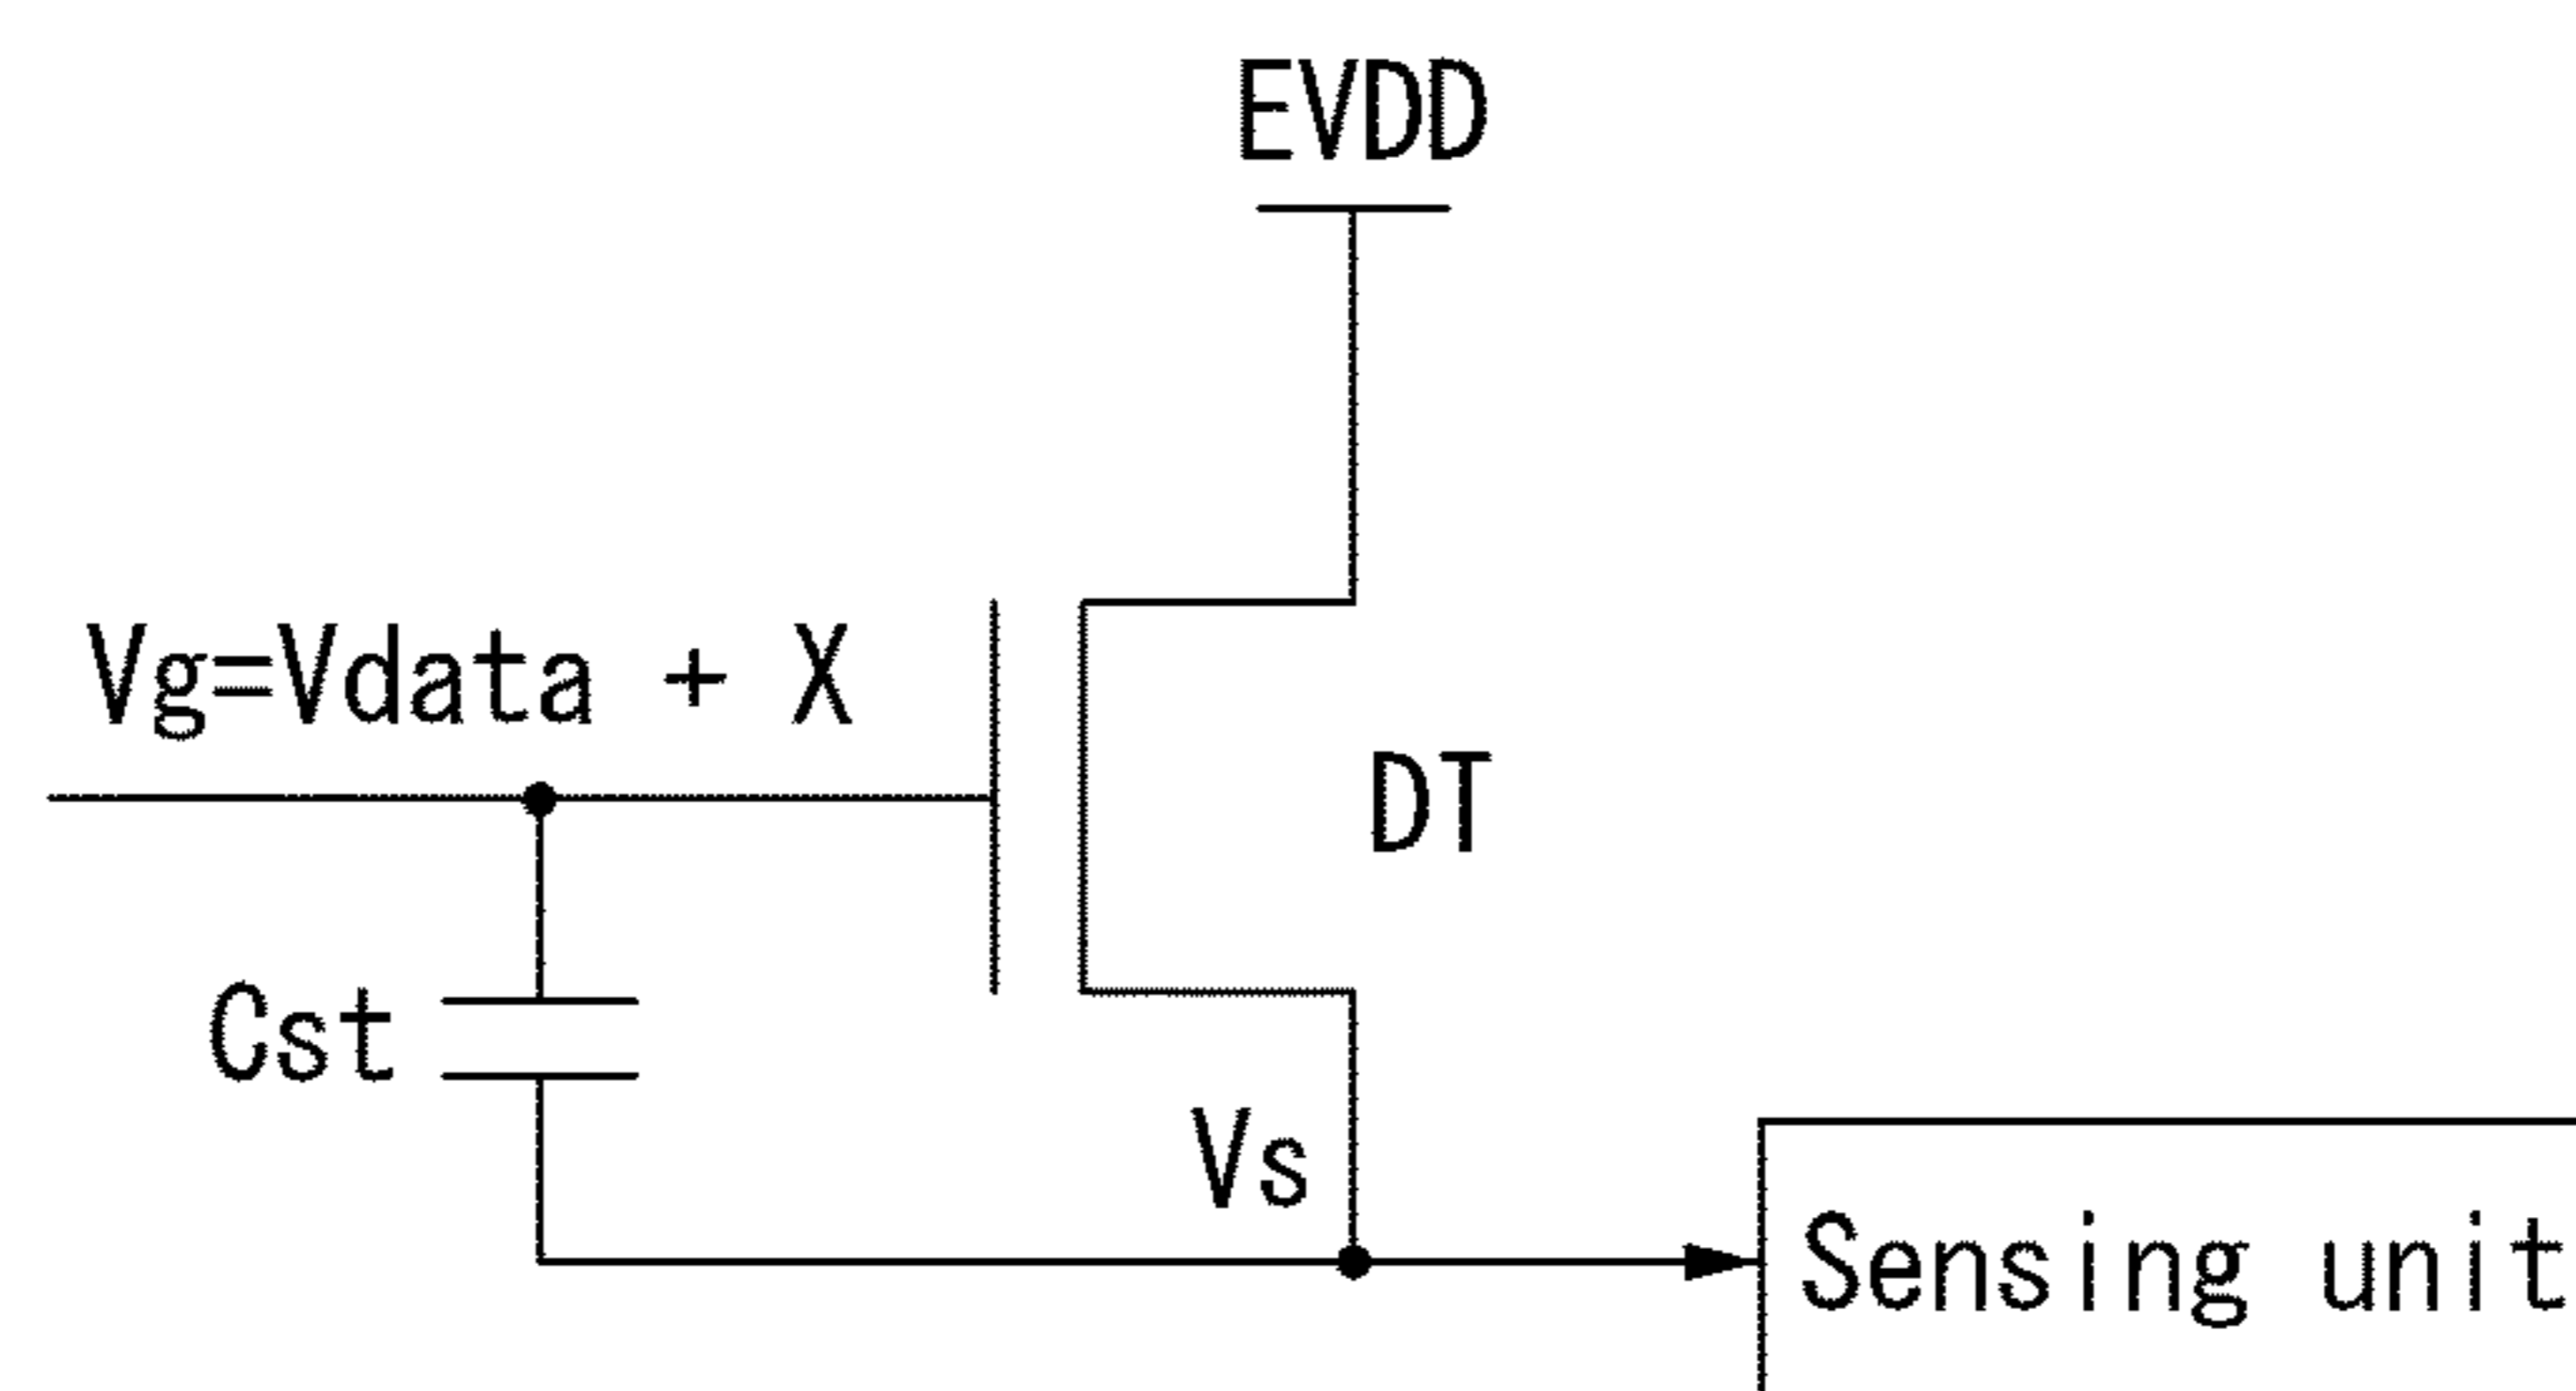 EVDD
Vg=Vdata + X
DT
Cst
Vs
Sensing unit